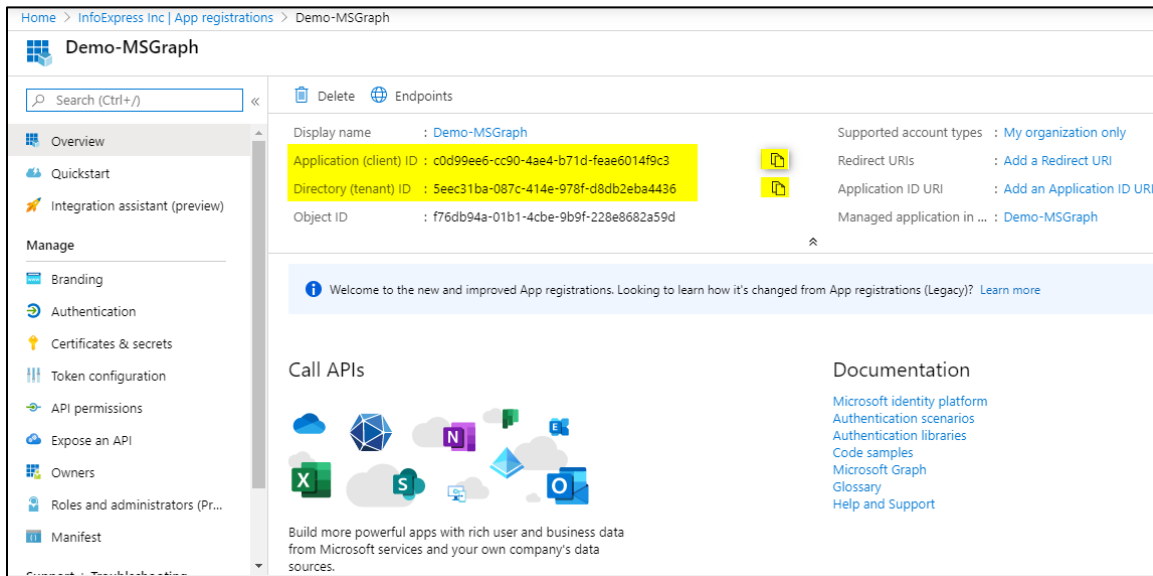 Home > InfoExpress Inc | App registrations > Demo-MSGraph
Demo-MSGraph
Search (Ctrl+/)
«
Overview
Quickstart
Integration assistant (preview)
Manage
Branding
Authentication
Certificates & secrets
Token configuration
API permissions
Expose an API
Owners
Roles and administrators (Pr...
Manifest
Support + Troubleshooting
Delete
Endpoints
Display name : Demo-MSGraph
Application (client) ID : c0d99ee6-cc90-4ae4-b71d-feae6014f9c3
Directory (tenant) ID : 5eec31ba-087c-414e-978f-d8db2eba4436
Object ID : f76db94a-01b1-4cbe-9b9f-228e8682a59d
Supported account types : My organization only
Redirect URIs : Add a Redirect URI
Application ID URI : Add an Application ID URI
Managed application in ... : Demo-MSGraph
Welcome to the new and improved App registrations. Looking to learn how it's changed from App registrations (Legacy)? Learn more
Call APIs
N
E
X
S
O
Build more powerful apps with rich user and business data
from Microsoft services and your own company's data
sources.
Documentation
Microsoft identity platform
Authentication scenarios
Authentication libraries
Code samples
Microsoft Graph
Glossary
Help and Support